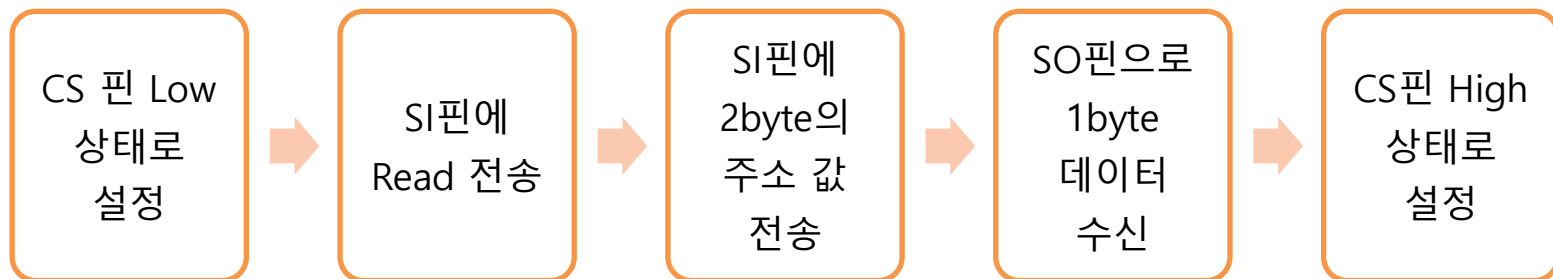 CS 핀 Low
상태로
설정
SI핀에
Read 전송
SI핀에
2byte의
주소 값
전송
SO핀으로
1byte
데이터
수신
CS핀 High
상태로
설정